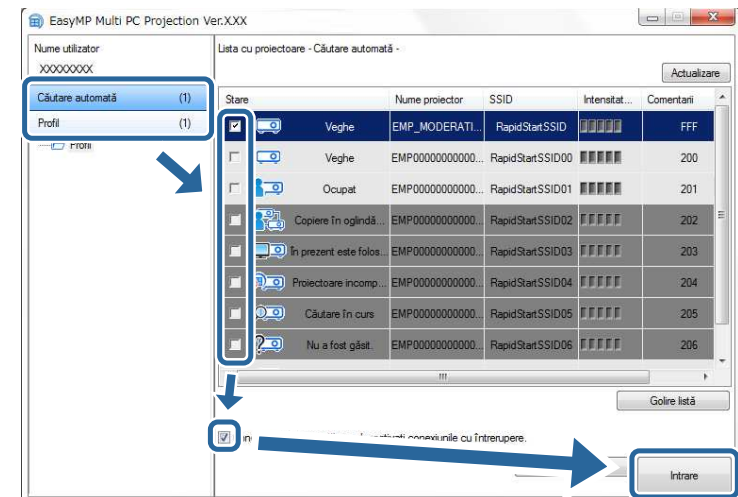 EasyMP Multi PC Projection Ver.X.XX
Nume utilizator
XXXXXXXX
Căutare automată (1)
Profil (1)
Profil
Lista cu proiectoare - Căutare automată -
Actualizare
Stare Nume proiector SSID Intensitat... Comentarii
Veghe EMP_MODERATI... RapidStartSSID FFF
Veghe EMP00000000000... RapidStartSSID00 200
Ocupat EMP00000000000... RapidStartSSID01 201
Copiere în oglindă... EMP00000000000... RapidStartSSID02 202
În prezent este folos... EMP00000000000... RapidStartSSID03 203
Proiectoare incomp... EMP00000000000... RapidStartSSID04 204
Căutare în curs EMP00000000000... RapidStartSSID05 205
Nu a fost găsit. EMP00000000000... RapidStartSSID06 206
Golire listă
conexiunile cu întrerupere.
Intrare